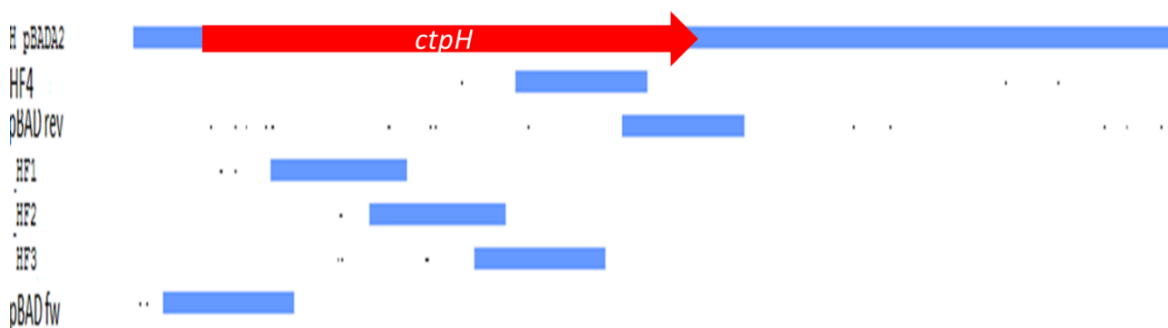 H pBADA2
ctpH
HF4
pBAD rev
HF1
HF2
HF3
pBAD fw